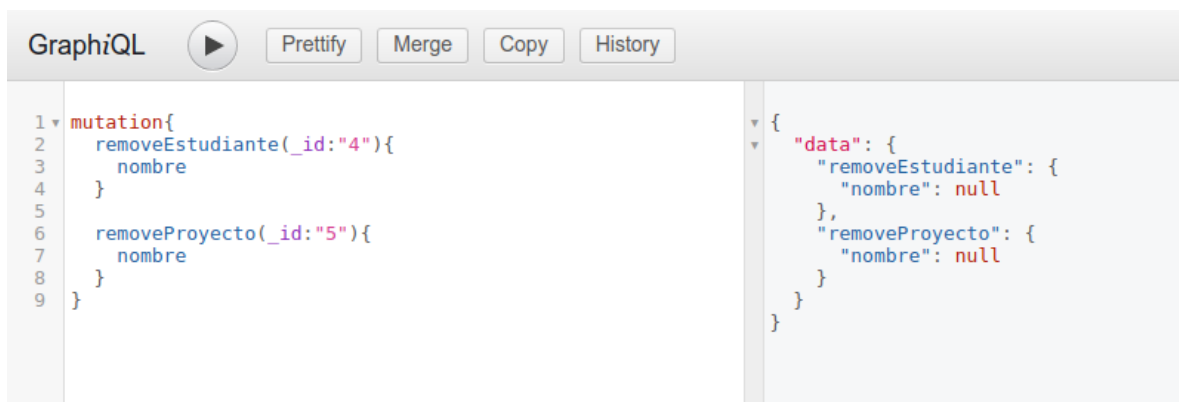 GraphiQL Prettify Merge Copy History
1 mutation{
2 removeEstudiante(_id:"4"){
3 nombre
4 }
5
6 removeProyecto(_id:"5"){
7 nombre
8 }
9 }
{
"data": {
"removeEstudiante": {
"nombre": null
},
"removeProyecto": {
"nombre": null
}
}
}